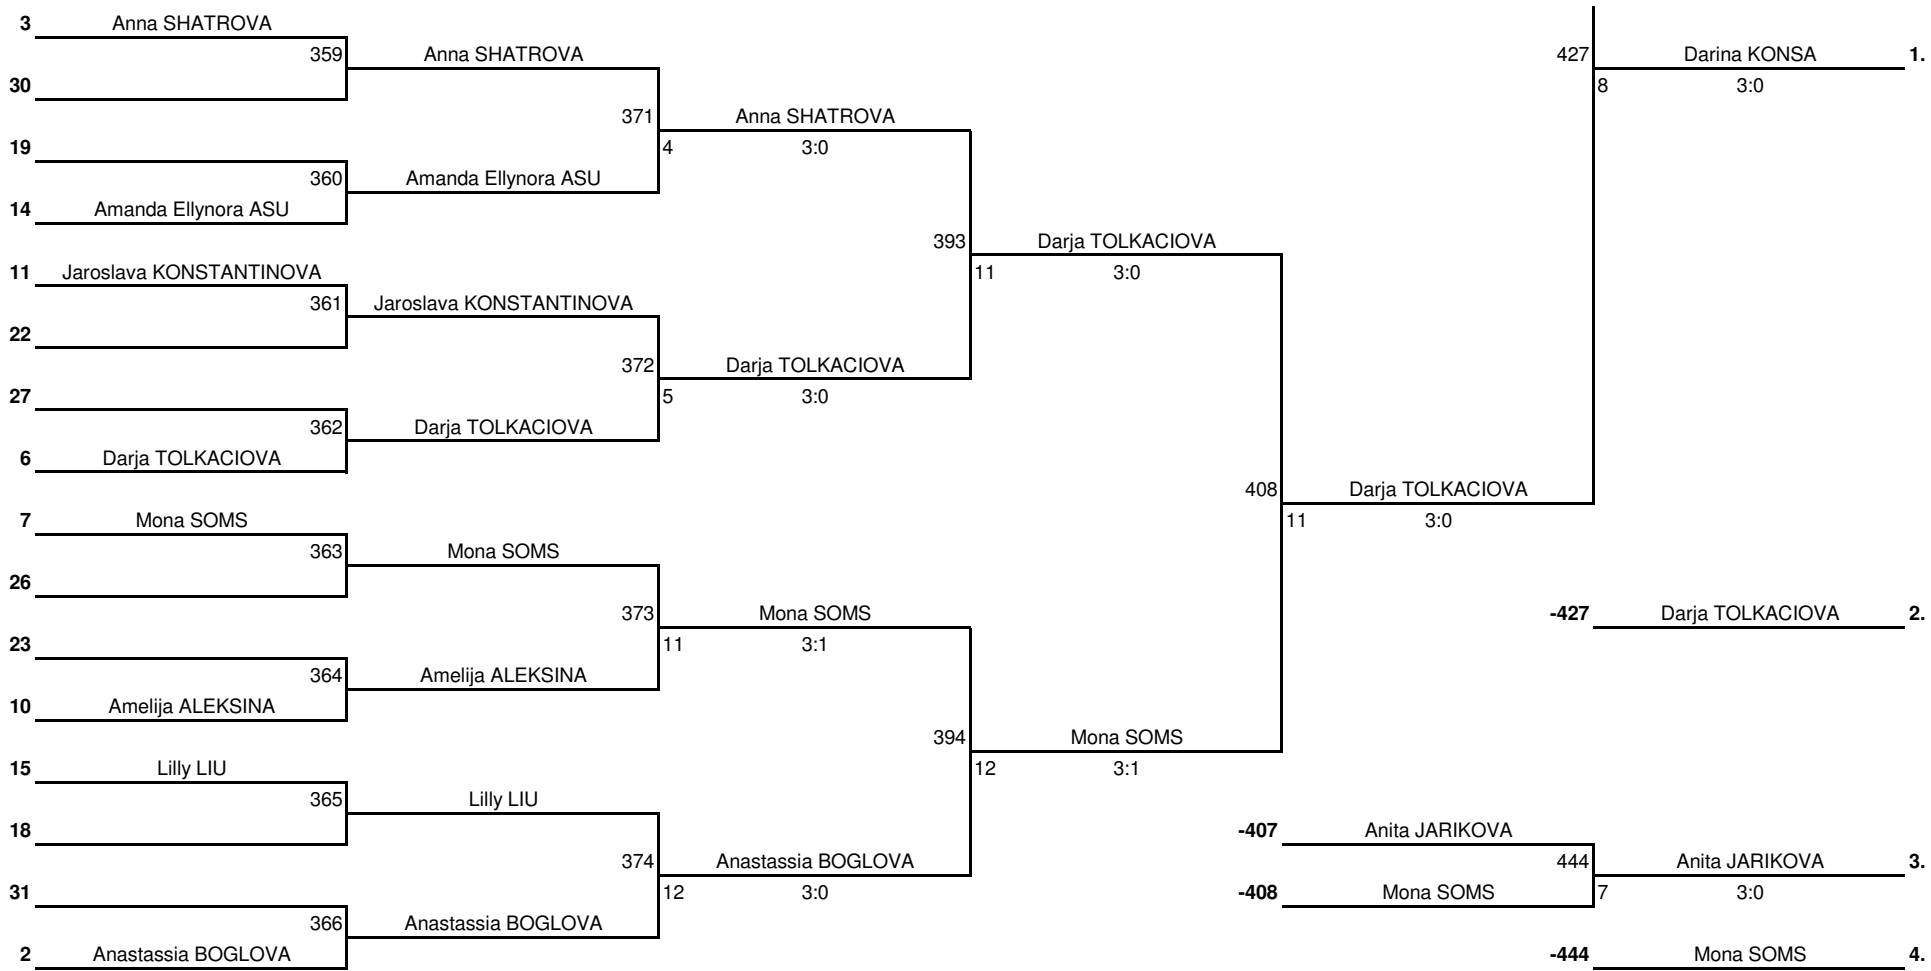 3 Anna SHATROVA
359 Anna SHATROVA 427 Darina KONSA 1.
30 8 3:0
371 Anna SHATROVA
19 4 3:0
360 Amanda Ellynora ASU
14 Amanda Ellynora ASU
393 Darja TOLKACIOVA
11 Jaroslava KONSTANTINOVA 11 3:0
361 Jaroslava KONSTANTINOVA
22
372 Darja TOLKACIOVA
27 5 3:0
362 Darja TOLKACIOVA
6 Darja TOLKACIOVA
408 Darja TOLKACIOVA
7 Mona SOMS 11 3:0
363 Mona SOMS
26
373 Mona SOMS -427 Darja TOLKACIOVA 2.
23 11 3:1
364 Amelija ALEKSINA
10 Amelija ALEKSINA
394 Mona SOMS
15 Lilly LIU 12 3:1
365 Lilly LIU
18 -407 Anita JARIKOVA
374 Anastassia BOGLOVA 444 Anita JARIKOVA 3.
31 12 3:0 -408 Mona SOMS 7 3:0
366 Anastassia BOGLOVA
2 Anastassia BOGLOVA -444 Mona SOMS 4.